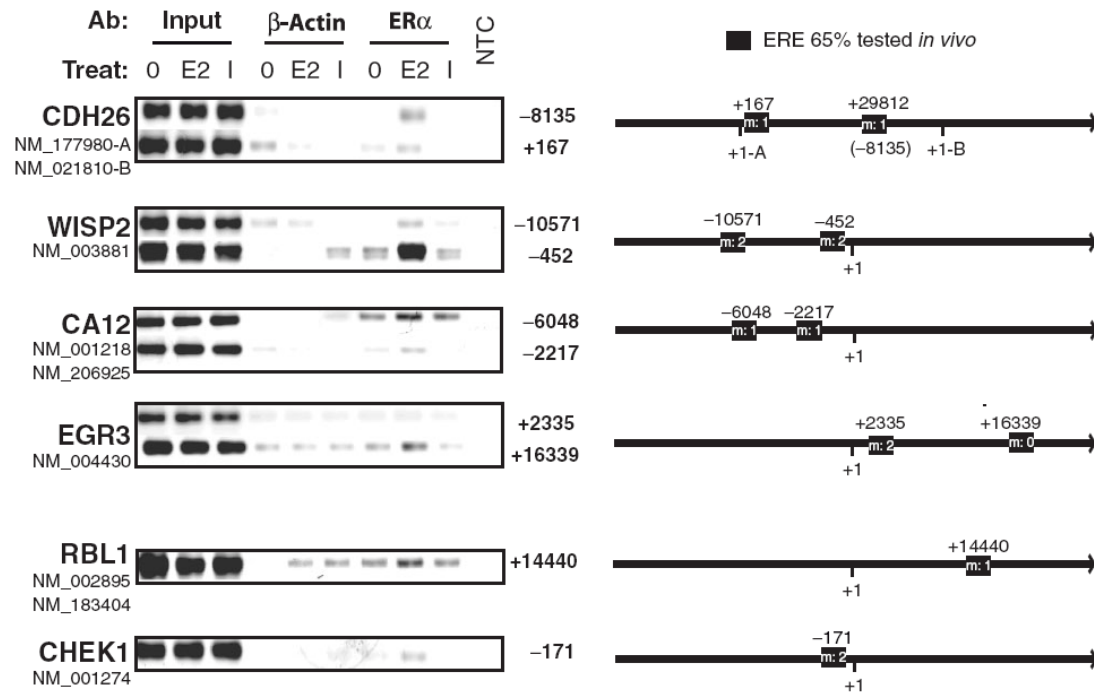 Ab: Input β-Actin ERα NTC
Treat: 0 E2 I 0 E2 I 0 E2 I
ERE 65% tested in vivo
CDH26
NM_177980-A
NM_021810-B
−8135
+167
+167 +29812
m: 1 m: 1
+1-A (−8135) +1-B
WISP2
NM_003881
−10571
−452
−10571 −452
m: 2 m: 2
+1
CA12
NM_001218
NM_206925
−6048
−2217
−6048 −2217
m: 1 m: 1
+1
EGR3
NM_004430
+2335
+16339
+2335 +16339
m: 2 m: 0
+1
RBL1
NM_002895
NM_183404
+14440
+14440
m: 1
+1
CHEK1
NM_001274
−171
−171
m: 2
+1